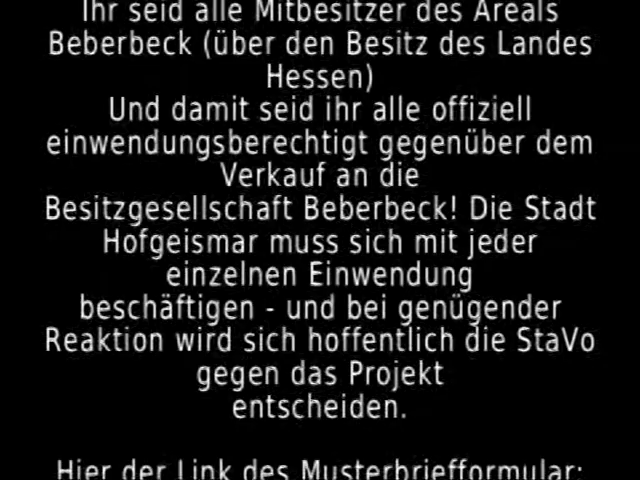 Ihr seid alle Mitbesitzer des Areals
Beberbeck (über den Besitz des Landes
Hessen)
Und damit seid ihr alle offiziell
einwendungsberechtigt gegenüber dem
Verkauf an die
Besitzgesellschaft Beberbeck! Die Stadt
Hofgeismar muss sich mit jeder
einzelnen Einwendung
beschäftigen - und bei genügender
Reaktion wird sich hoffentlich die StaVo
gegen das Projekt
entscheiden.
Hier der Link des Musterbriefformular: